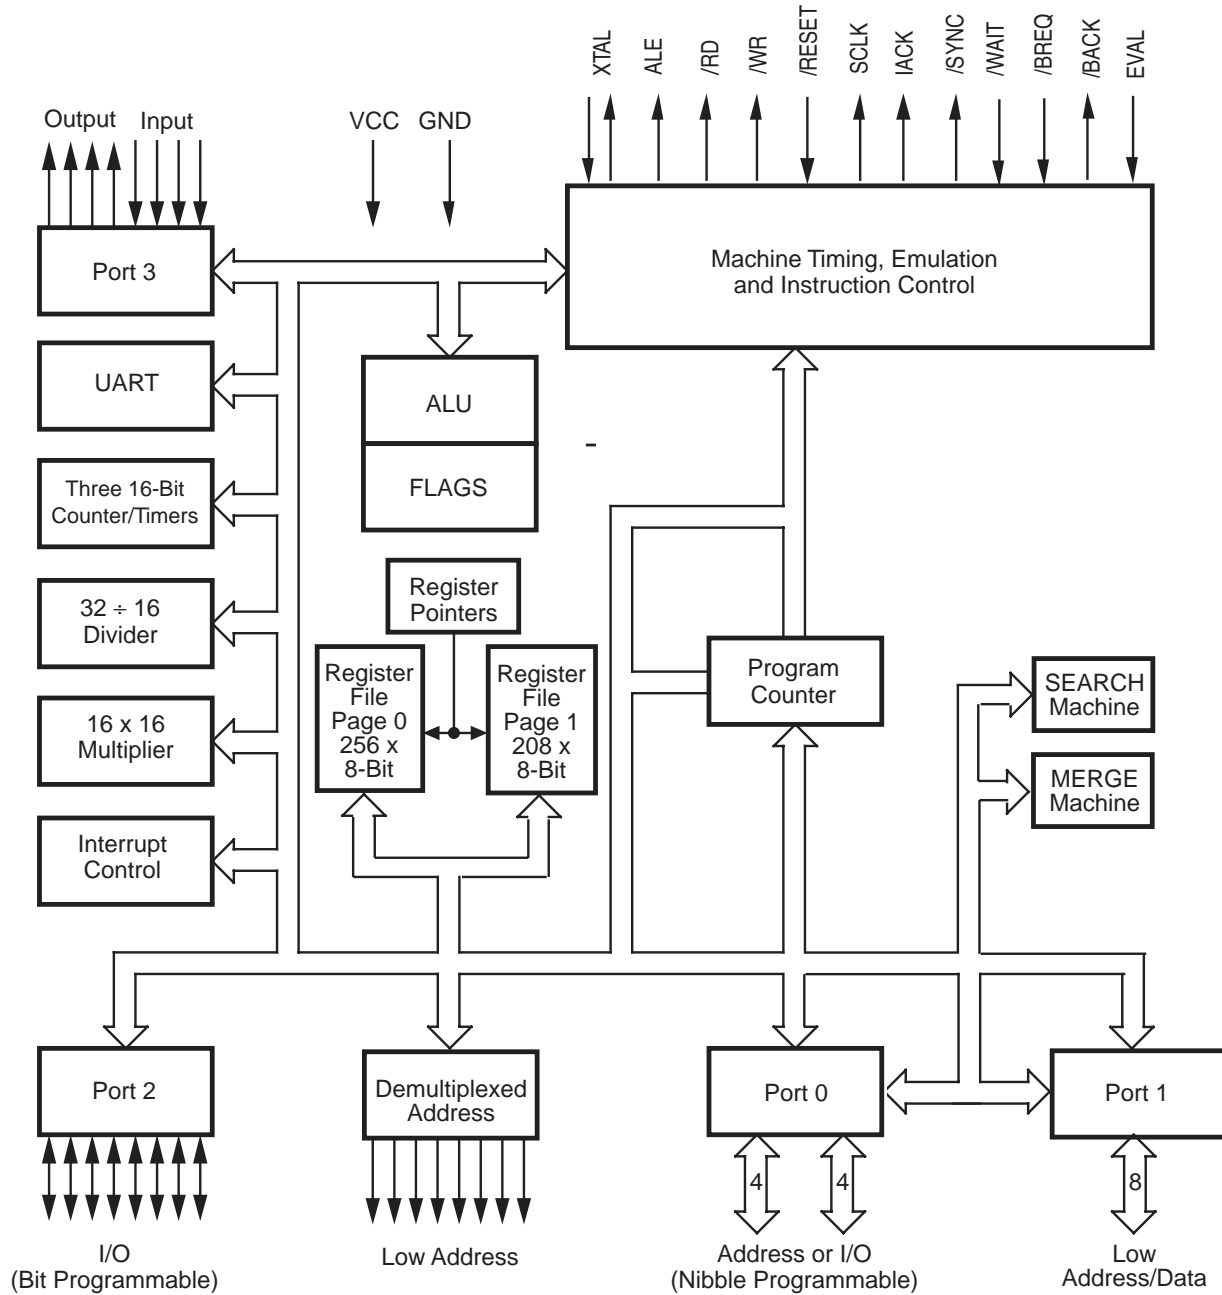 XTAL
ALE
/RD
/WR
/RESET
SCLK
IACK
/SYNC
/WAIT
/BREQ
/BACK
EVAL
Output
Input
VCC
GND
Port 3
Machine Timing, Emulation
and Instruction Control
UART
ALU
FLAGS
Three 16-Bit
Counter/Timers
Register
Pointers
32 ÷ 16
Divider
Register
File
Page 0
256 x
8-Bit
Register
File
Page 1
208 x
8-Bit
Program
Counter
SEARCH
Machine
16 x 16
Multiplier
MERGE
Machine
Interrupt
Control
Port 2
Demultiplexed
Address
Port 0
Port 1
4
4
8
I/O
(Bit Programmable)
Low Address
Address or I/O
(Nibble Programmable)
Low
Address/Data